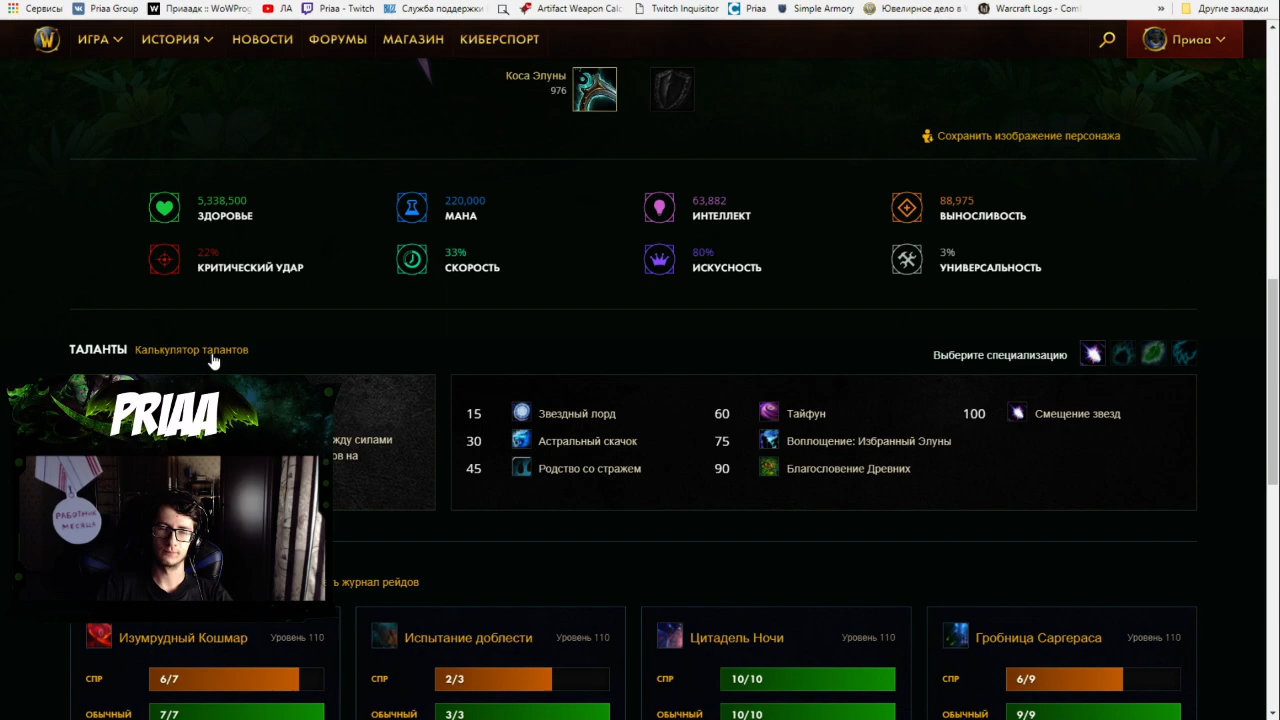 Сервисы Priaa Group Приаадк :: WoWProg ЛА Priaa - Twitch Служба поддержки Artifact Weapon Calc Twitch Inquisitor Priaa Simple Armory Ювелирное дело в Warcraft Logs - Coml » Другие закладки
ИГРА ИСТОРИЯ НОВОСТИ ФОРУМЫ МАГАЗИН КИБЕРСПОРТ Приаа
Коса Элуны
976
Сохранить изображение персонажа
5,338,500
ЗДОРОВЬЕ
220,000
МАНА
63,882
ИНТЕЛЛЕКТ
88,975
ВЫНОСЛИВОСТЬ
22%
КРИТИЧЕСКИЙ УДАР
33%
СКОРОСТЬ
80%
ИСКУСНОСТЬ
3%
УНИВЕРСАЛЬНОСТЬ
ТАЛАНТЫ Калькулятор талантов
Выберите специализацию
PRIAA
жду силами
ов на
15 Звездный лорд
30 Астральный скачок
45 Родство со стражем
60 Тайфун
75 Воплощение: Избранный Элуны
90 Благословение Древних
100 Смещение звезд
РАБОТНИК
МЕСЯЦА
ь журнал рейдов
Изумрудный Кошмар Уровень 110
СПР 6/7
ОБЫЧНЫЙ 7/7
Испытание доблести Уровень 110
СПР 2/3
ОБЫЧНЫЙ 3/3
Цитадель Ночи Уровень 110
СПР 10/10
ОБЫЧНЫЙ 10/10
Гробница Саргераса Уровень 110
СПР 6/9
ОБЫЧНЫЙ 9/9